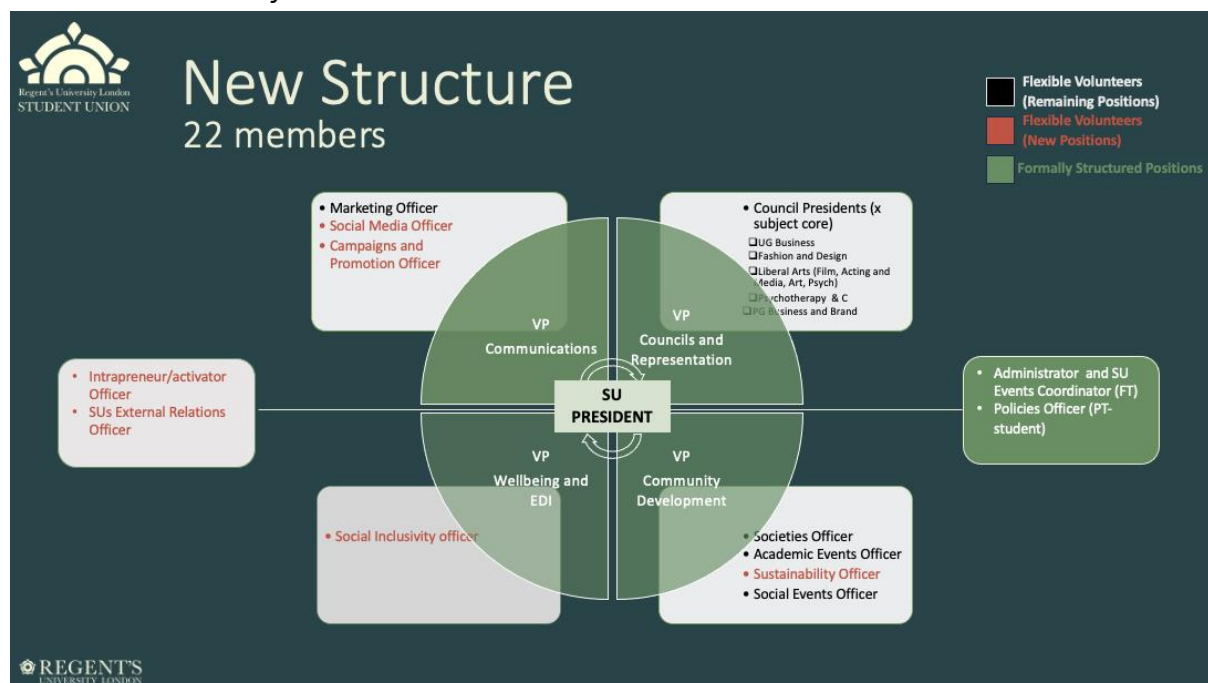 Regent's University London
STUDENT UNION
New Structure
22 members
Flexible Volunteers
(Remaining Positions)
Flexible Volunteers
(New Positions)
Formally Structured Positions
• Marketing Officer
• Social Media Officer
• Campaigns and
Promotion Officer
• Council Presidents (x
subject core)
❑UG Business
❑Fashion and Design
❑Liberal Arts (Film, Acting and
Media, Art, Psych)
❑Psychotherapy & C
❑PG Business and Brand
VP
Communications
VP
Councils and
Representation
• Intrapreneur/activator
Officer
• SUs External Relations
Officer
SU
PRESIDENT
• Administrator and SU
Events Coordinator (FT)
• Policies Officer (PT-
student)
VP
Wellbeing and
EDI
VP
Community
Development
• Social Inclusivity officer
• Societies Officer
• Academic Events Officer
• Sustainability Officer
• Social Events Officer
REGENT'S
UNIVERSITY LONDON